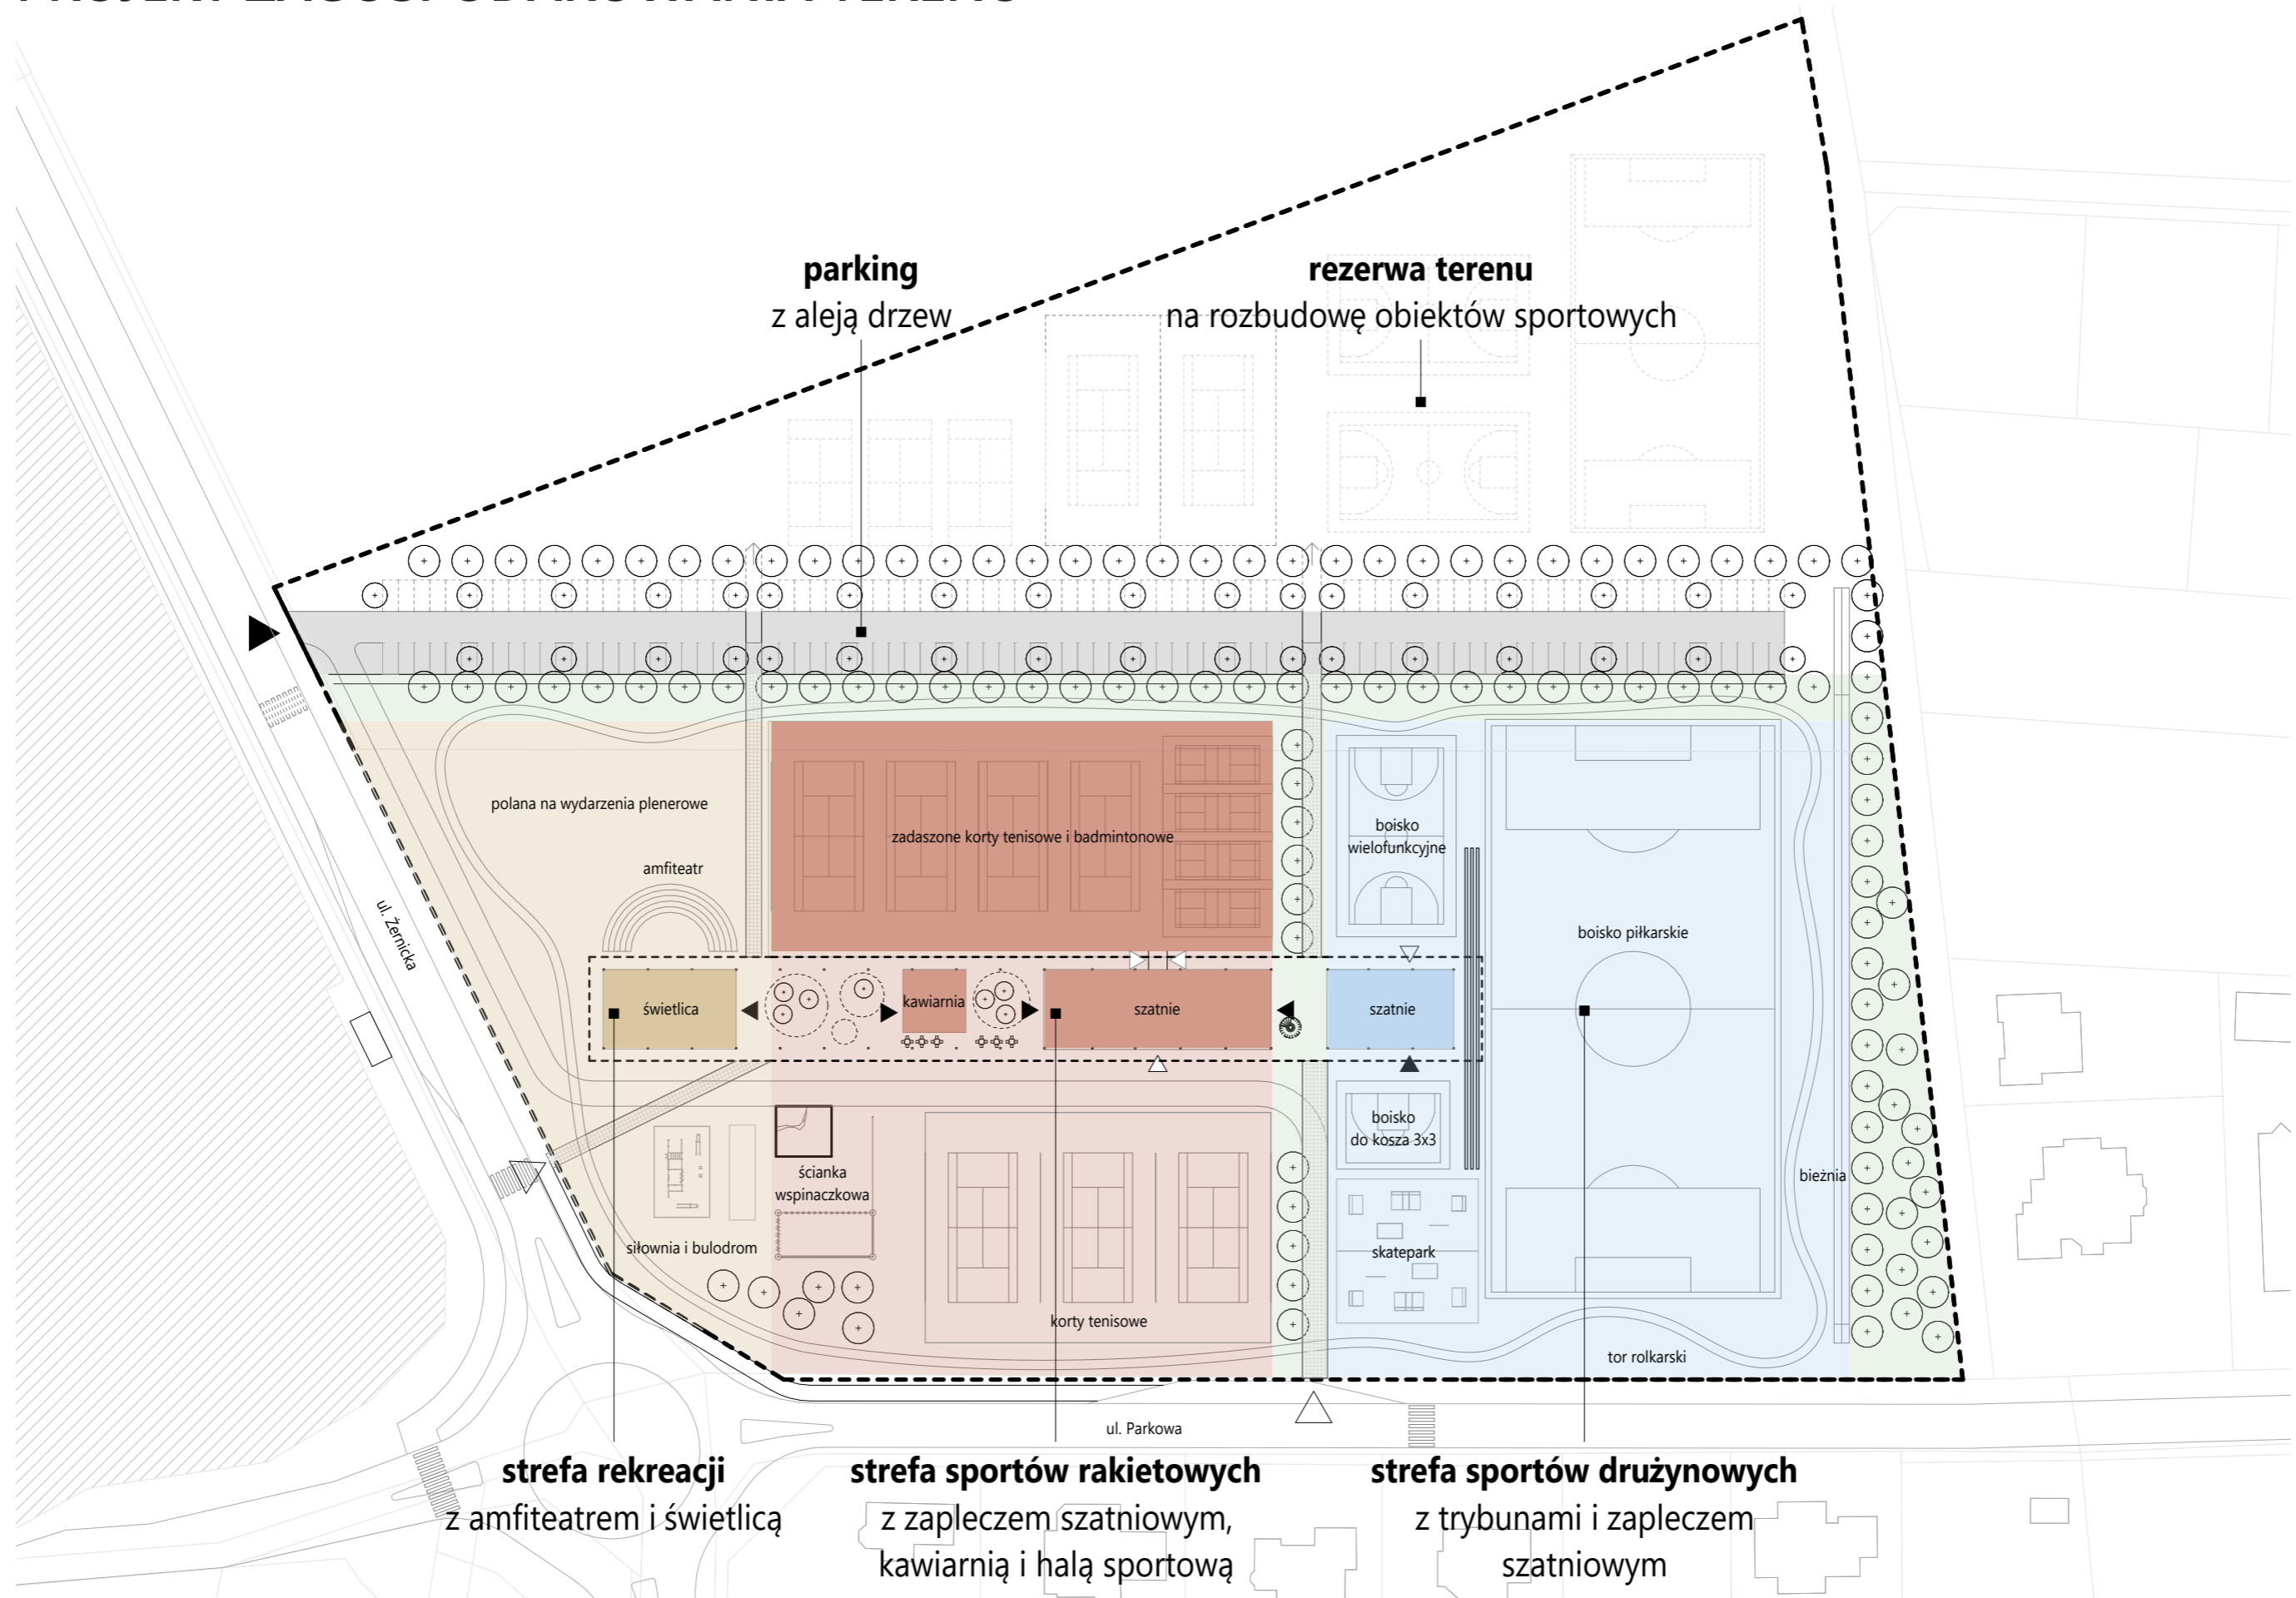 parking
z aleją drzew
rezerwa terenu
na rozbudowę obiektów sportowych
polana na wydarzenia plenerowe
amfiteatr
zadaszone korty tenisowe i badmintonowe
boisko
wielofunkcyjne
boisko piłkarskie
ul. Żernicka
świetlica
kawiarnia
szatnie
szatnie
boisko
do kosza 3x3
ścianka
wspinaczkowa
bieżnia
siłownia i bulodrom
skatepark
korty tenisowe
tor rolkarski
ul. Parkowa
strefa rekreacji
z amfiteatrem i świetlicą
strefa sportów rakietowych
z zapleczem szatniowym,
kawiarnią i halą sportową
strefa sportów drużynowych
z trybunami i zapleczem
szatniowym